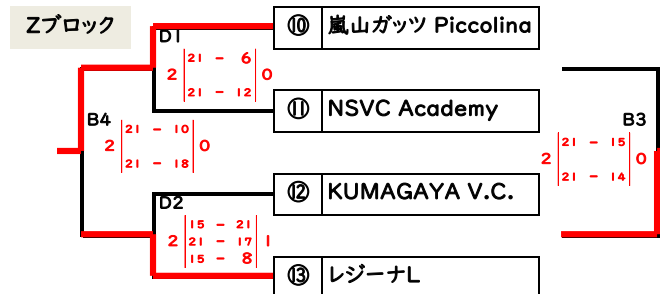 Zブロック
D1
⑩ 嵐山ガッツ Piccolina
2 21 - 6 0
21 - 12
⑪ NSVC Academy
B4
2 21 - 10 0
21 - 18
B3
2 21 - 15 0
21 - 14
D2
⑫ KUMAGAYA V.C.
15 - 21
2 21 - 17 1
15 - 8
⑬ レジーナL